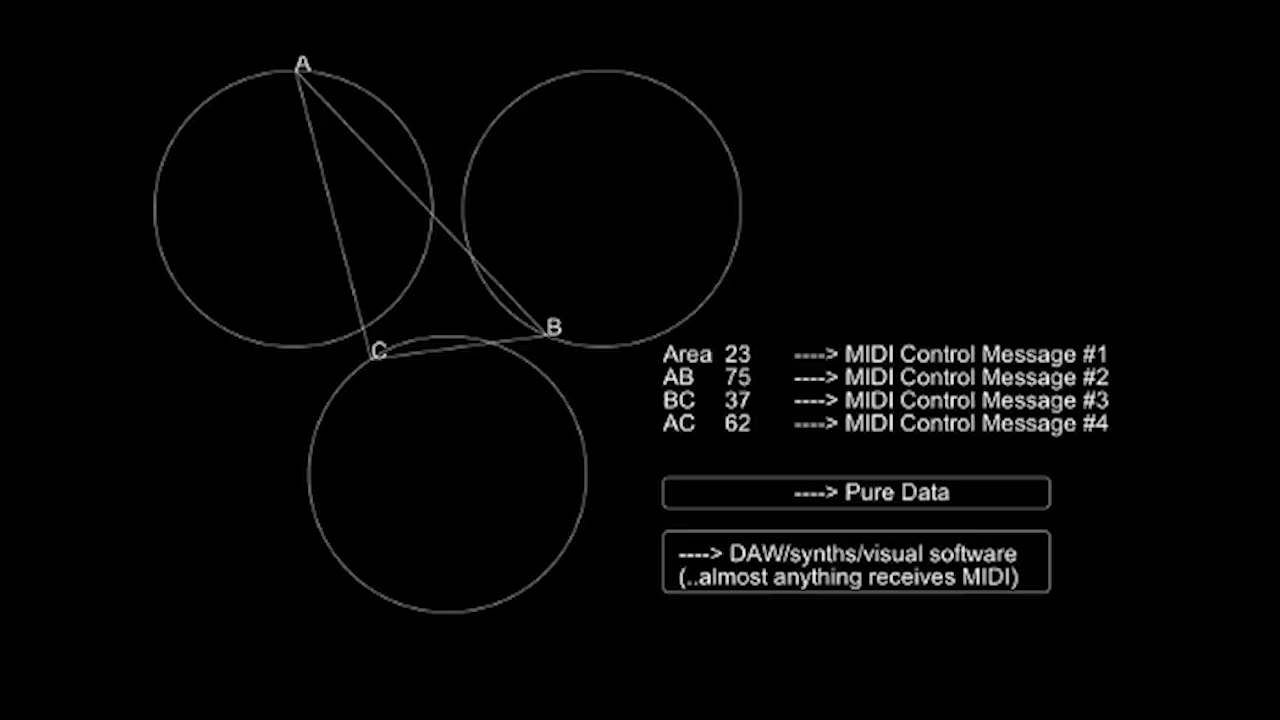 A
B
C
Area 23 ----> MIDI Control Message #1
AB 75 ----> MIDI Control Message #2
BC 37 ----> MIDI Control Message #3
AC 62 ----> MIDI Control Message #4
----> Pure Data
----> DAW/synths/visual software
(..almost anything receives MIDI)